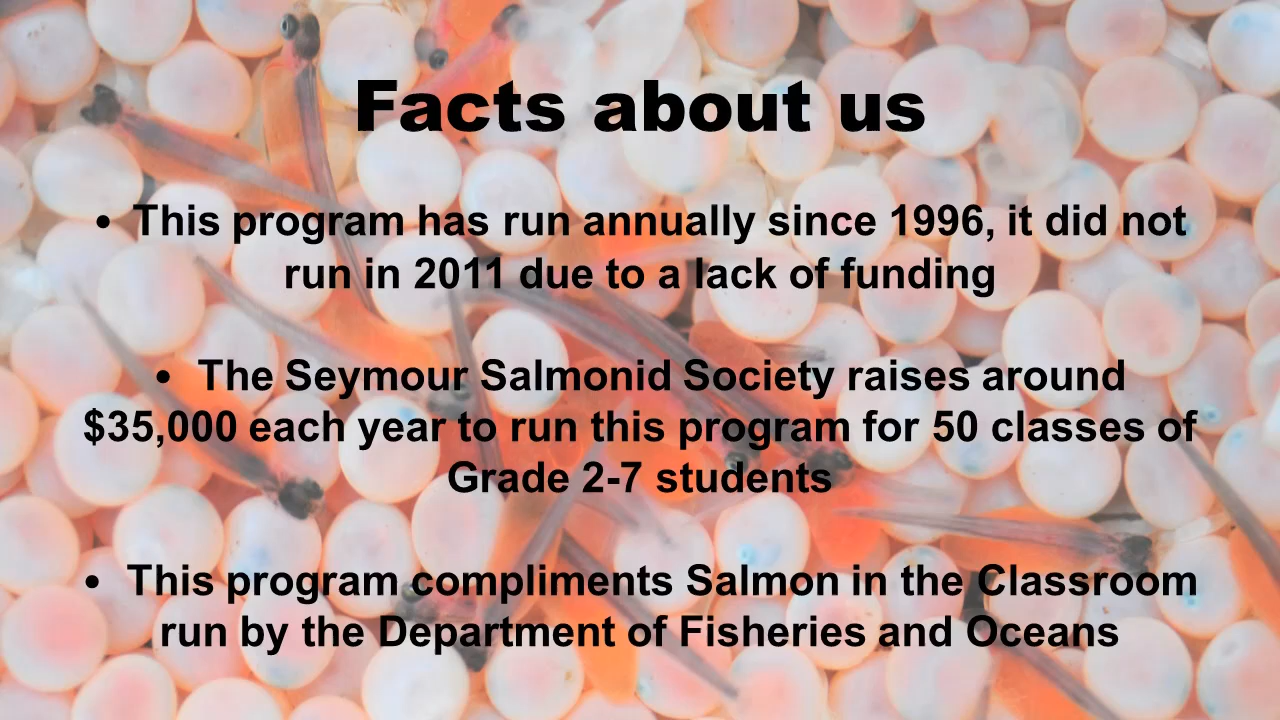 Facts about us
• This program has run annually since 1996, it did not
run in 2011 due to a lack of funding
• The Seymour Salmonid Society raises around
$35,000 each year to run this program for 50 classes of
Grade 2-7 students
• This program compliments Salmon in the Classroom
run by the Department of Fisheries and Oceans